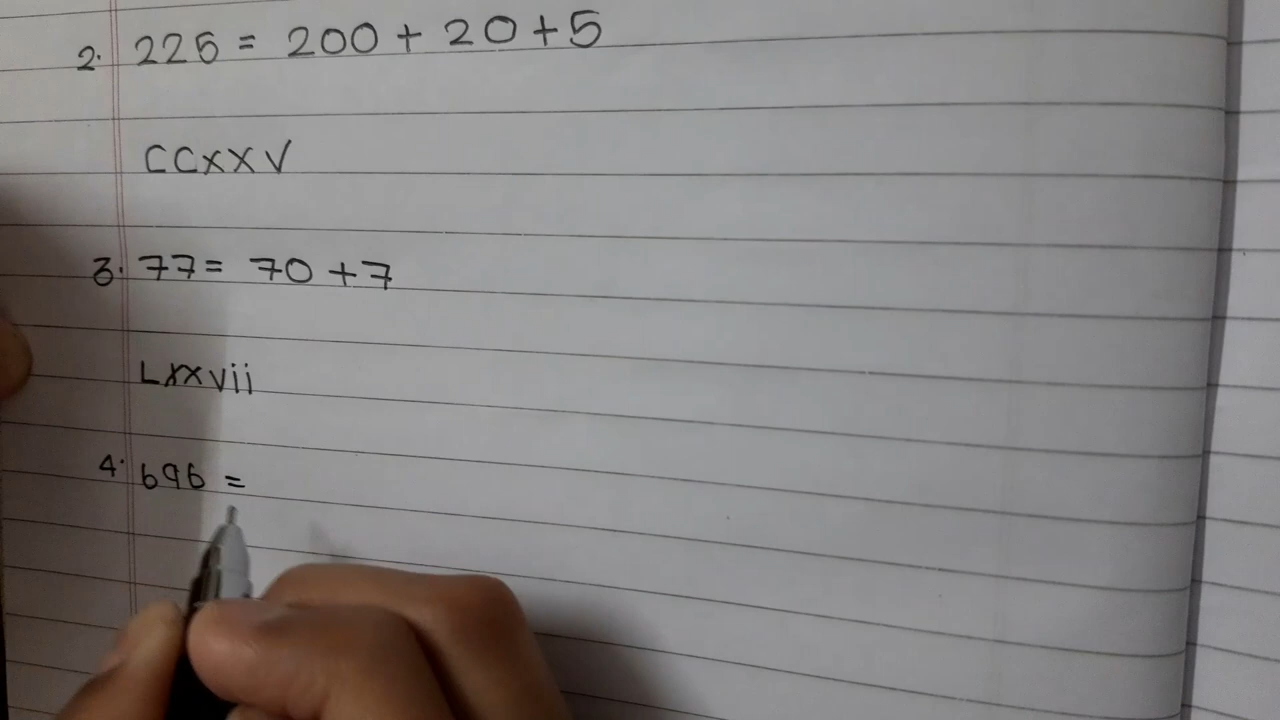 2. 225 = 200 + 20 + 5
CCXXV
3. 77 = 70 + 7
LXXVii
4. 696 =